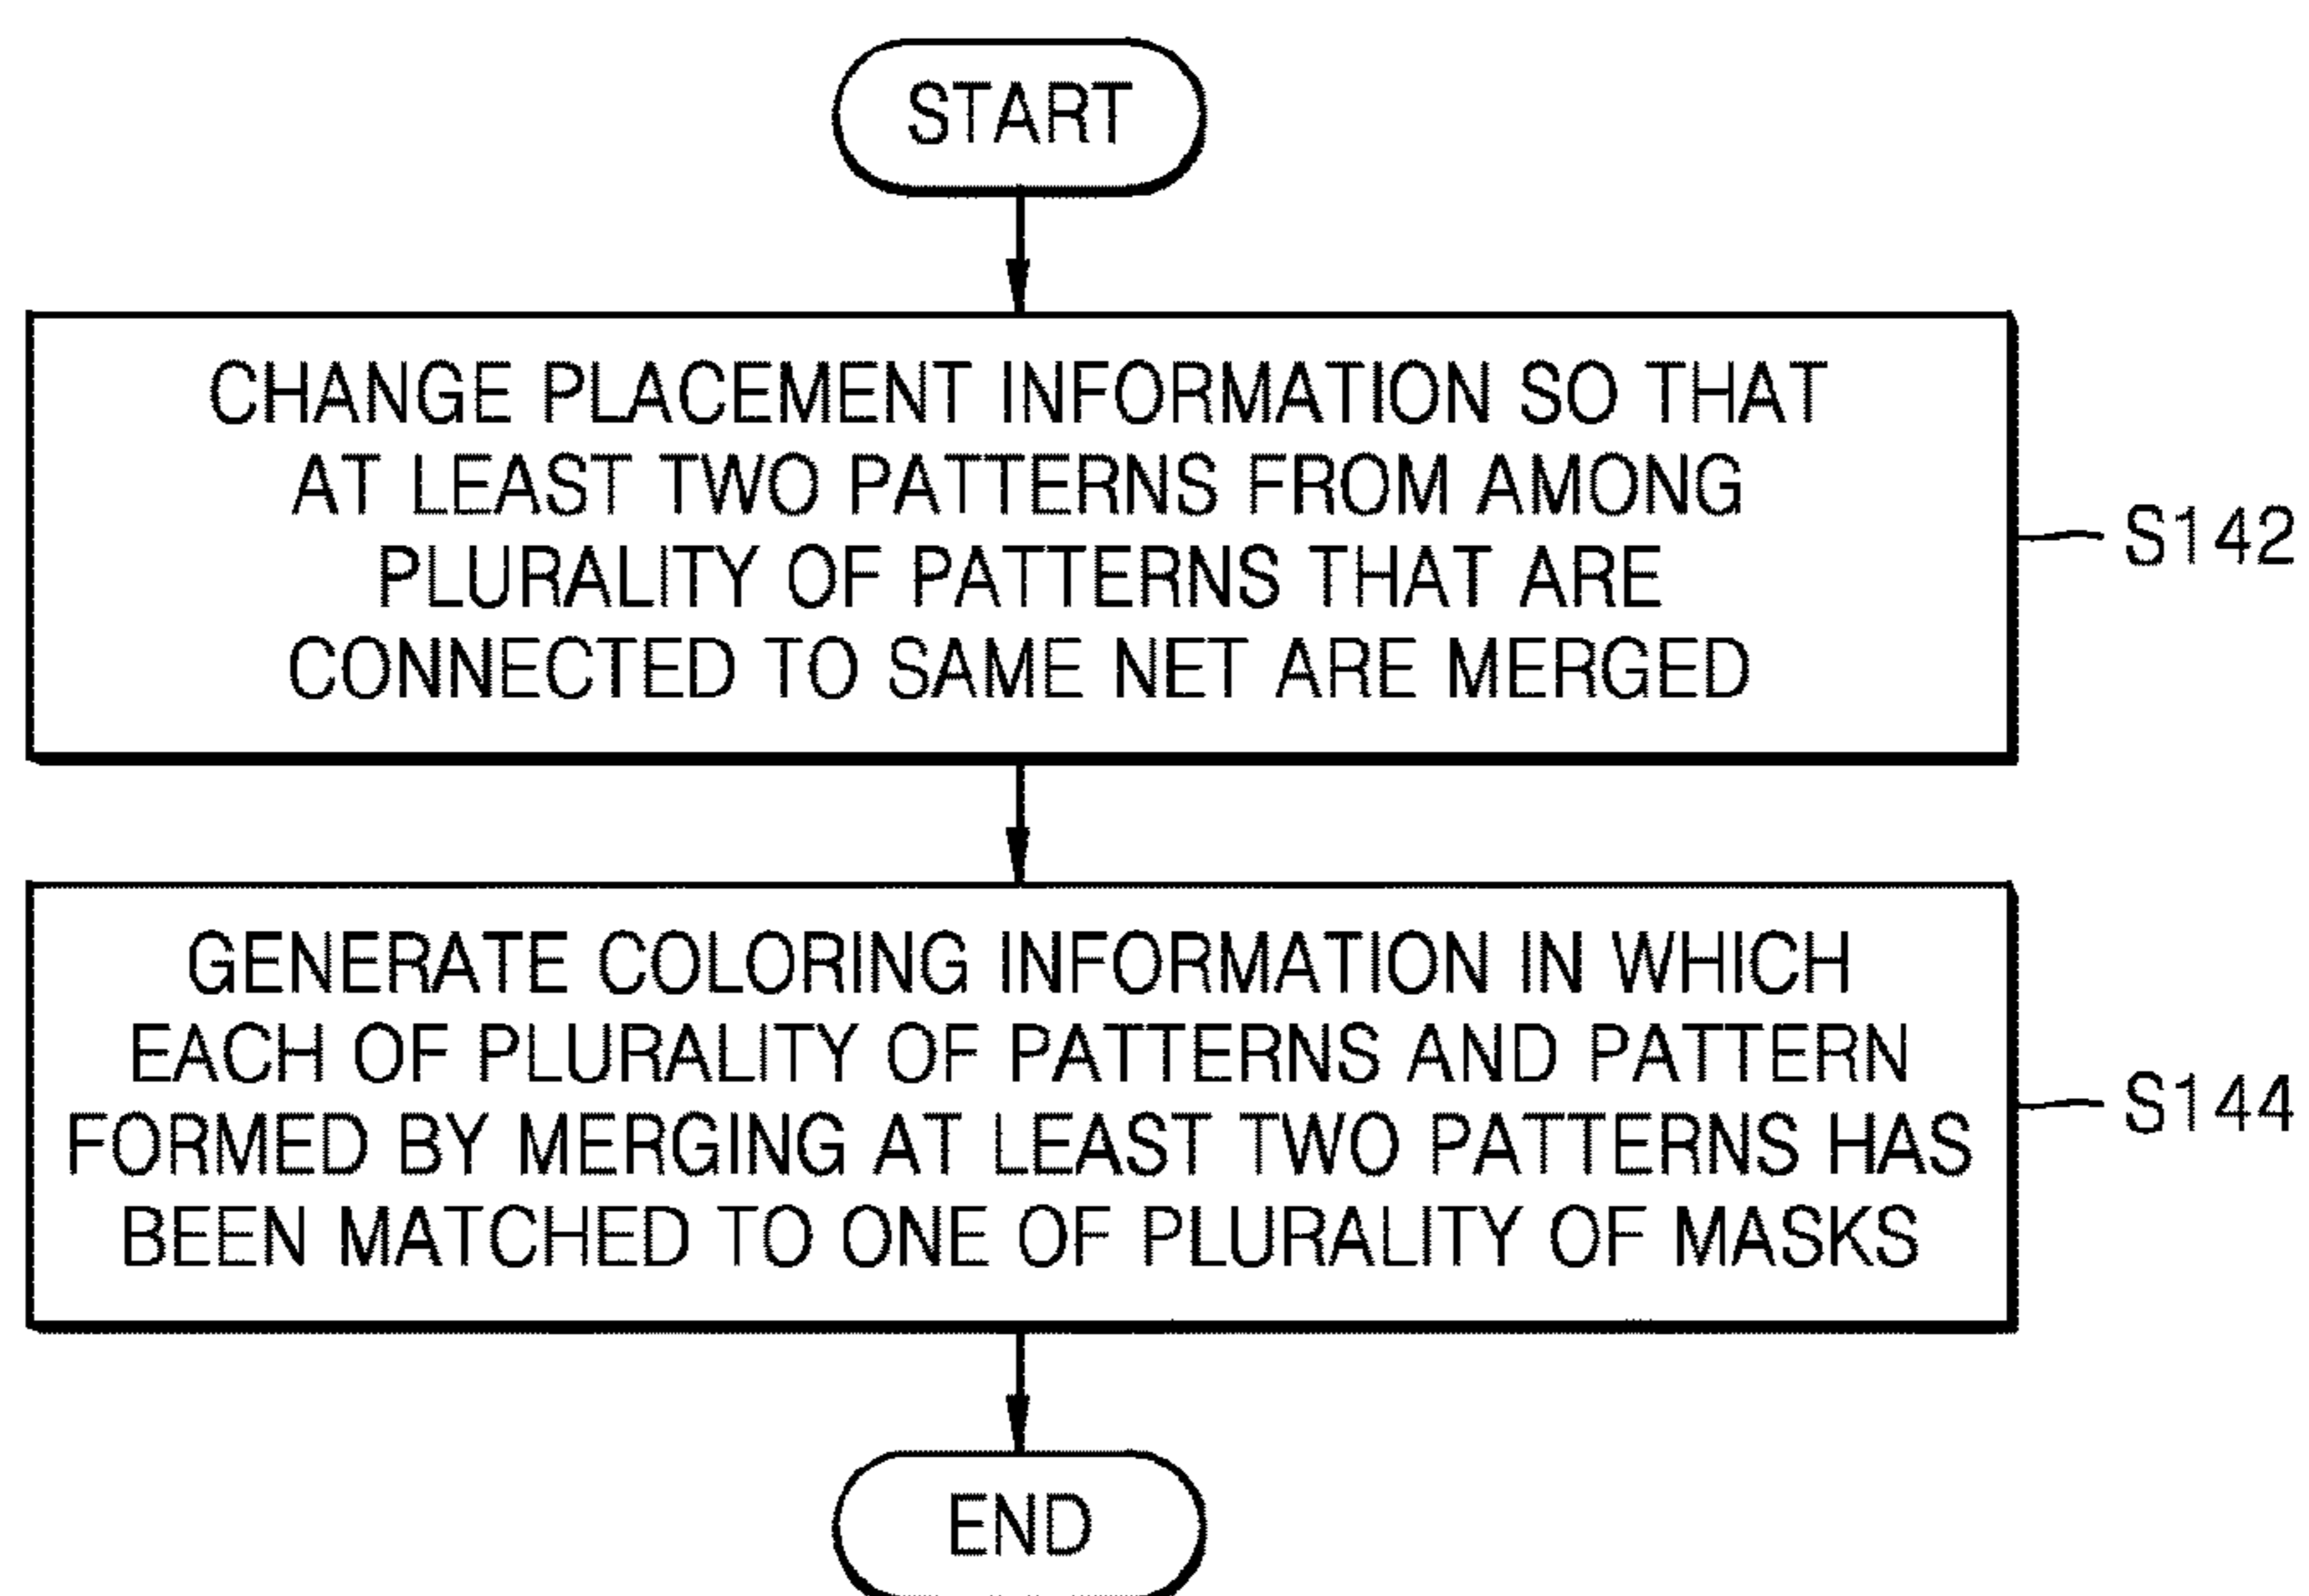 START
CHANGE PLACEMENT INFORMATION SO THAT
AT LEAST TWO PATTERNS FROM AMONG
PLURALITY OF PATTERNS THAT ARE
CONNECTED TO SAME NET ARE MERGED
S142
GENERATE COLORING INFORMATION IN WHICH
EACH OF PLURALITY OF PATTERNS AND PATTERN
FORMED BY MERGING AT LEAST TWO PATTERNS HAS
BEEN MATCHED TO ONE OF PLURALITY OF MASKS
S144
END